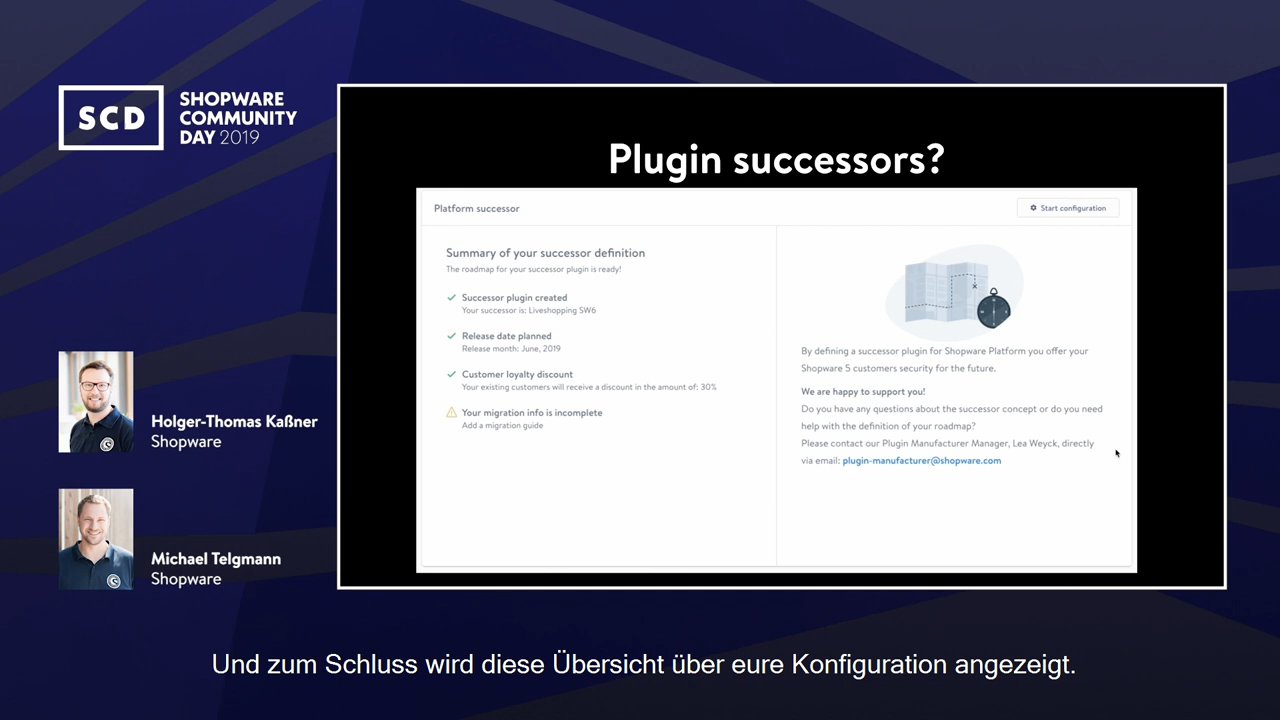 SCD
SHOPWARE
COMMUNITY
DAY 2019
Holger-Thomas Kaßner
Shopware
Michael Telgmann
Shopware
Plugin successors?
Platform successor
Start configuration
Summary of your successor definition
The roadmap for your successor plugin is ready!
Successor plugin created
Your successor is: Liveshopping SW6
Release date planned
Release month: June, 2019
Customer loyalty discount
Your existing customers will receive a discount in the amount of: 30%
Your migration info is incomplete
Add a migration guide
By defining a successor plugin for Shopware Platform you offer your
Shopware 5 customers security for the future.
We are happy to support you!
Do you have any questions about the successor concept or do you need
help with the definition of your roadmap?
Please contact our Plugin Manufacturer Manager, Lea Weyck, directly
via email: plugin-manufacturer@shopware.com
Und zum Schluss wird diese Übersicht über eure Konfiguration angezeigt.